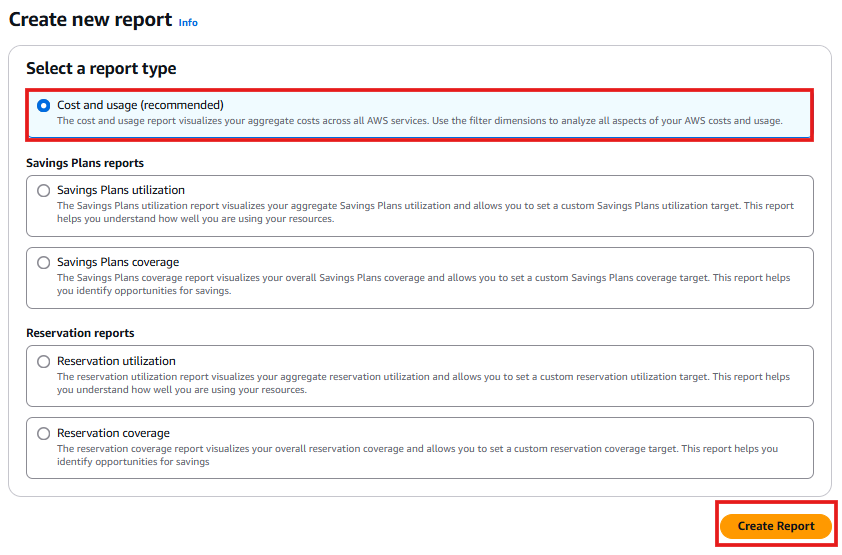 Create new report Info
Select a report type
Cost and usage (recommended)
The cost and usage report visualizes your aggregate costs across all AWS services. Use the filter dimensions to analyze all aspects of your AWS costs and usage.
Savings Plans reports
Savings Plans utilization
The Savings Plans utilization report visualizes your aggregate Savings Plans utilization and allows you to set a custom Savings Plans utilization target. This report
helps you understand how well you are using your resources.
Savings Plans coverage
The Savings Plans coverage report visualizes your overall Savings Plans coverage and allows you to set a custom Savings Plans coverage target. This report helps
you identify opportunities for savings.
Reservation reports
Reservation utilization
The reservation utilization report visualizes your aggregate reservation utilization and allows you to set a custom reservation utilization target. This report helps
you understand how well you are using your resources.
Reservation coverage
The reservation coverage report visualizes your overall reservation coverage and allows you to set a custom reservation coverage target. This report helps you
identify opportunities for savings
Create Report